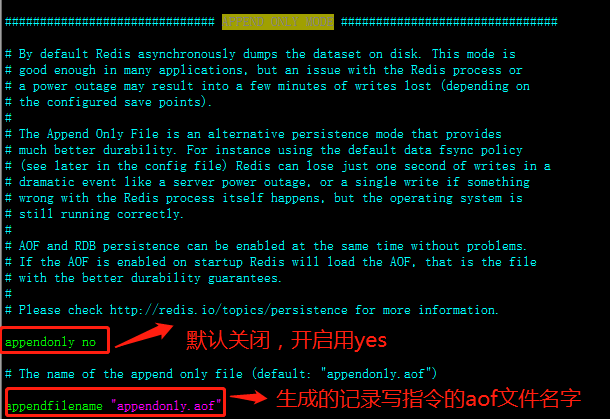 ############################## APPEND ONLY MODE ###############################
# By default Redis asynchronously dumps the dataset on disk. This mode is
# good enough in many applications, but an issue with the Redis process or
# a power outage may result into a few minutes of writes lost (depending on
# the configured save points).
#
# The Append Only File is an alternative persistence mode that provides
# much better durability. For instance using the default data fsync policy
# (see later in the config file) Redis can lose just one second of writes in a
# dramatic event like a server power outage, or a single write if something
# wrong with the Redis process itself happens, but the operating system is
# still running correctly.
#
# AOF and RDB persistence can be enabled at the same time without problems.
# If the AOF is enabled on startup Redis will load the AOF, that is the file
# with the better durability guarantees.
#
# Please check http://redis.io/topics/persistence for more information.
appendonly no 默认关闭，开启用yes
# The name of the append only file (default: "appendonly.aof")
appendfilename "appendonly.aof" 生成的记录写指令的aof文件名字